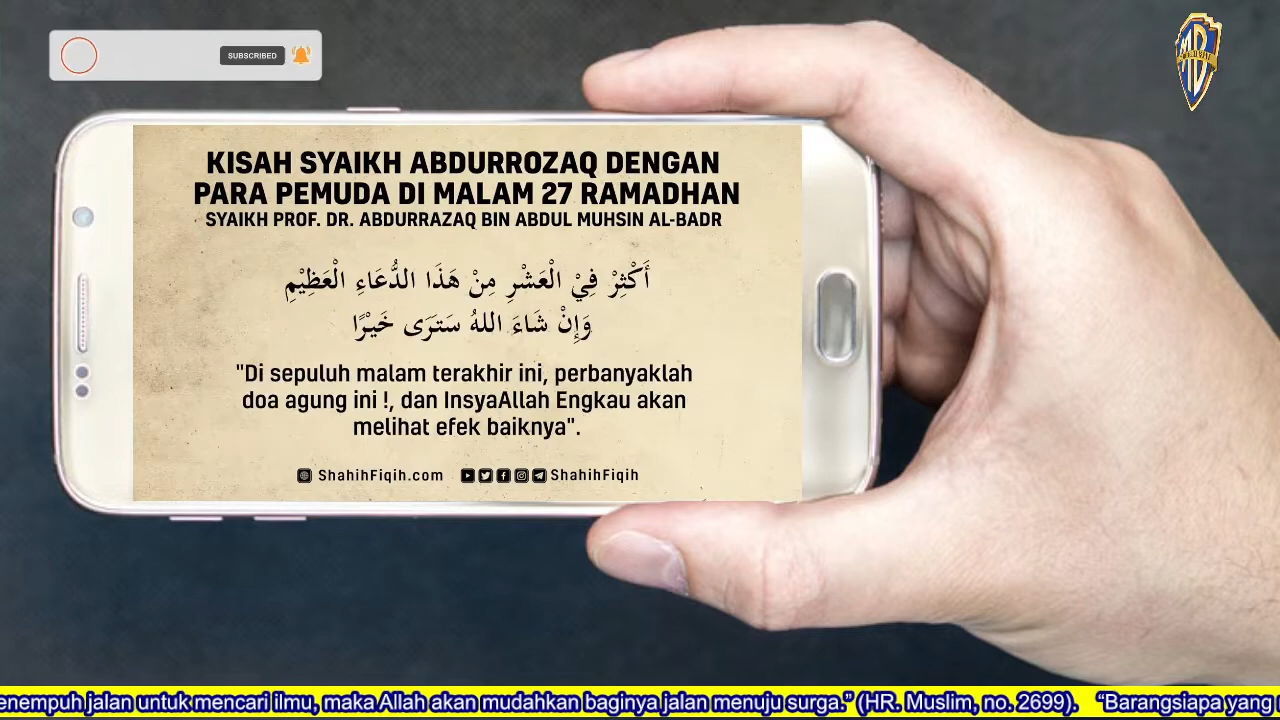 SUBSCRIBED
KISAH SYAIKH ABDURROZAQ DENGAN
PARA PEMUDA DI MALAM 27 RAMADHAN
SYAIKH PROF. DR. ABDURRAZAQ BIN ABDUL MUHSIN AL-BADR
أَكْثِرْ فِيْ الْعَشْرِ مِنْ هَذَا الدُّعَاءِ الْعَظِيْمِ
وَإِنْ شَاءَ اللهُ سَتَرَى خَيْرًا
"Di sepuluh malam terakhir ini, perbanyaklah
doa agung ini !, dan InsyaAllah Engkau akan
melihat efek baiknya".
ShahihFiqih.com ShahihFiqih
enempuh jalan untuk mencari ilmu, maka Allah akan mudahkan baginya jalan menuju surga.” (HR. Muslim, no. 2699). “Barangsiapa yang